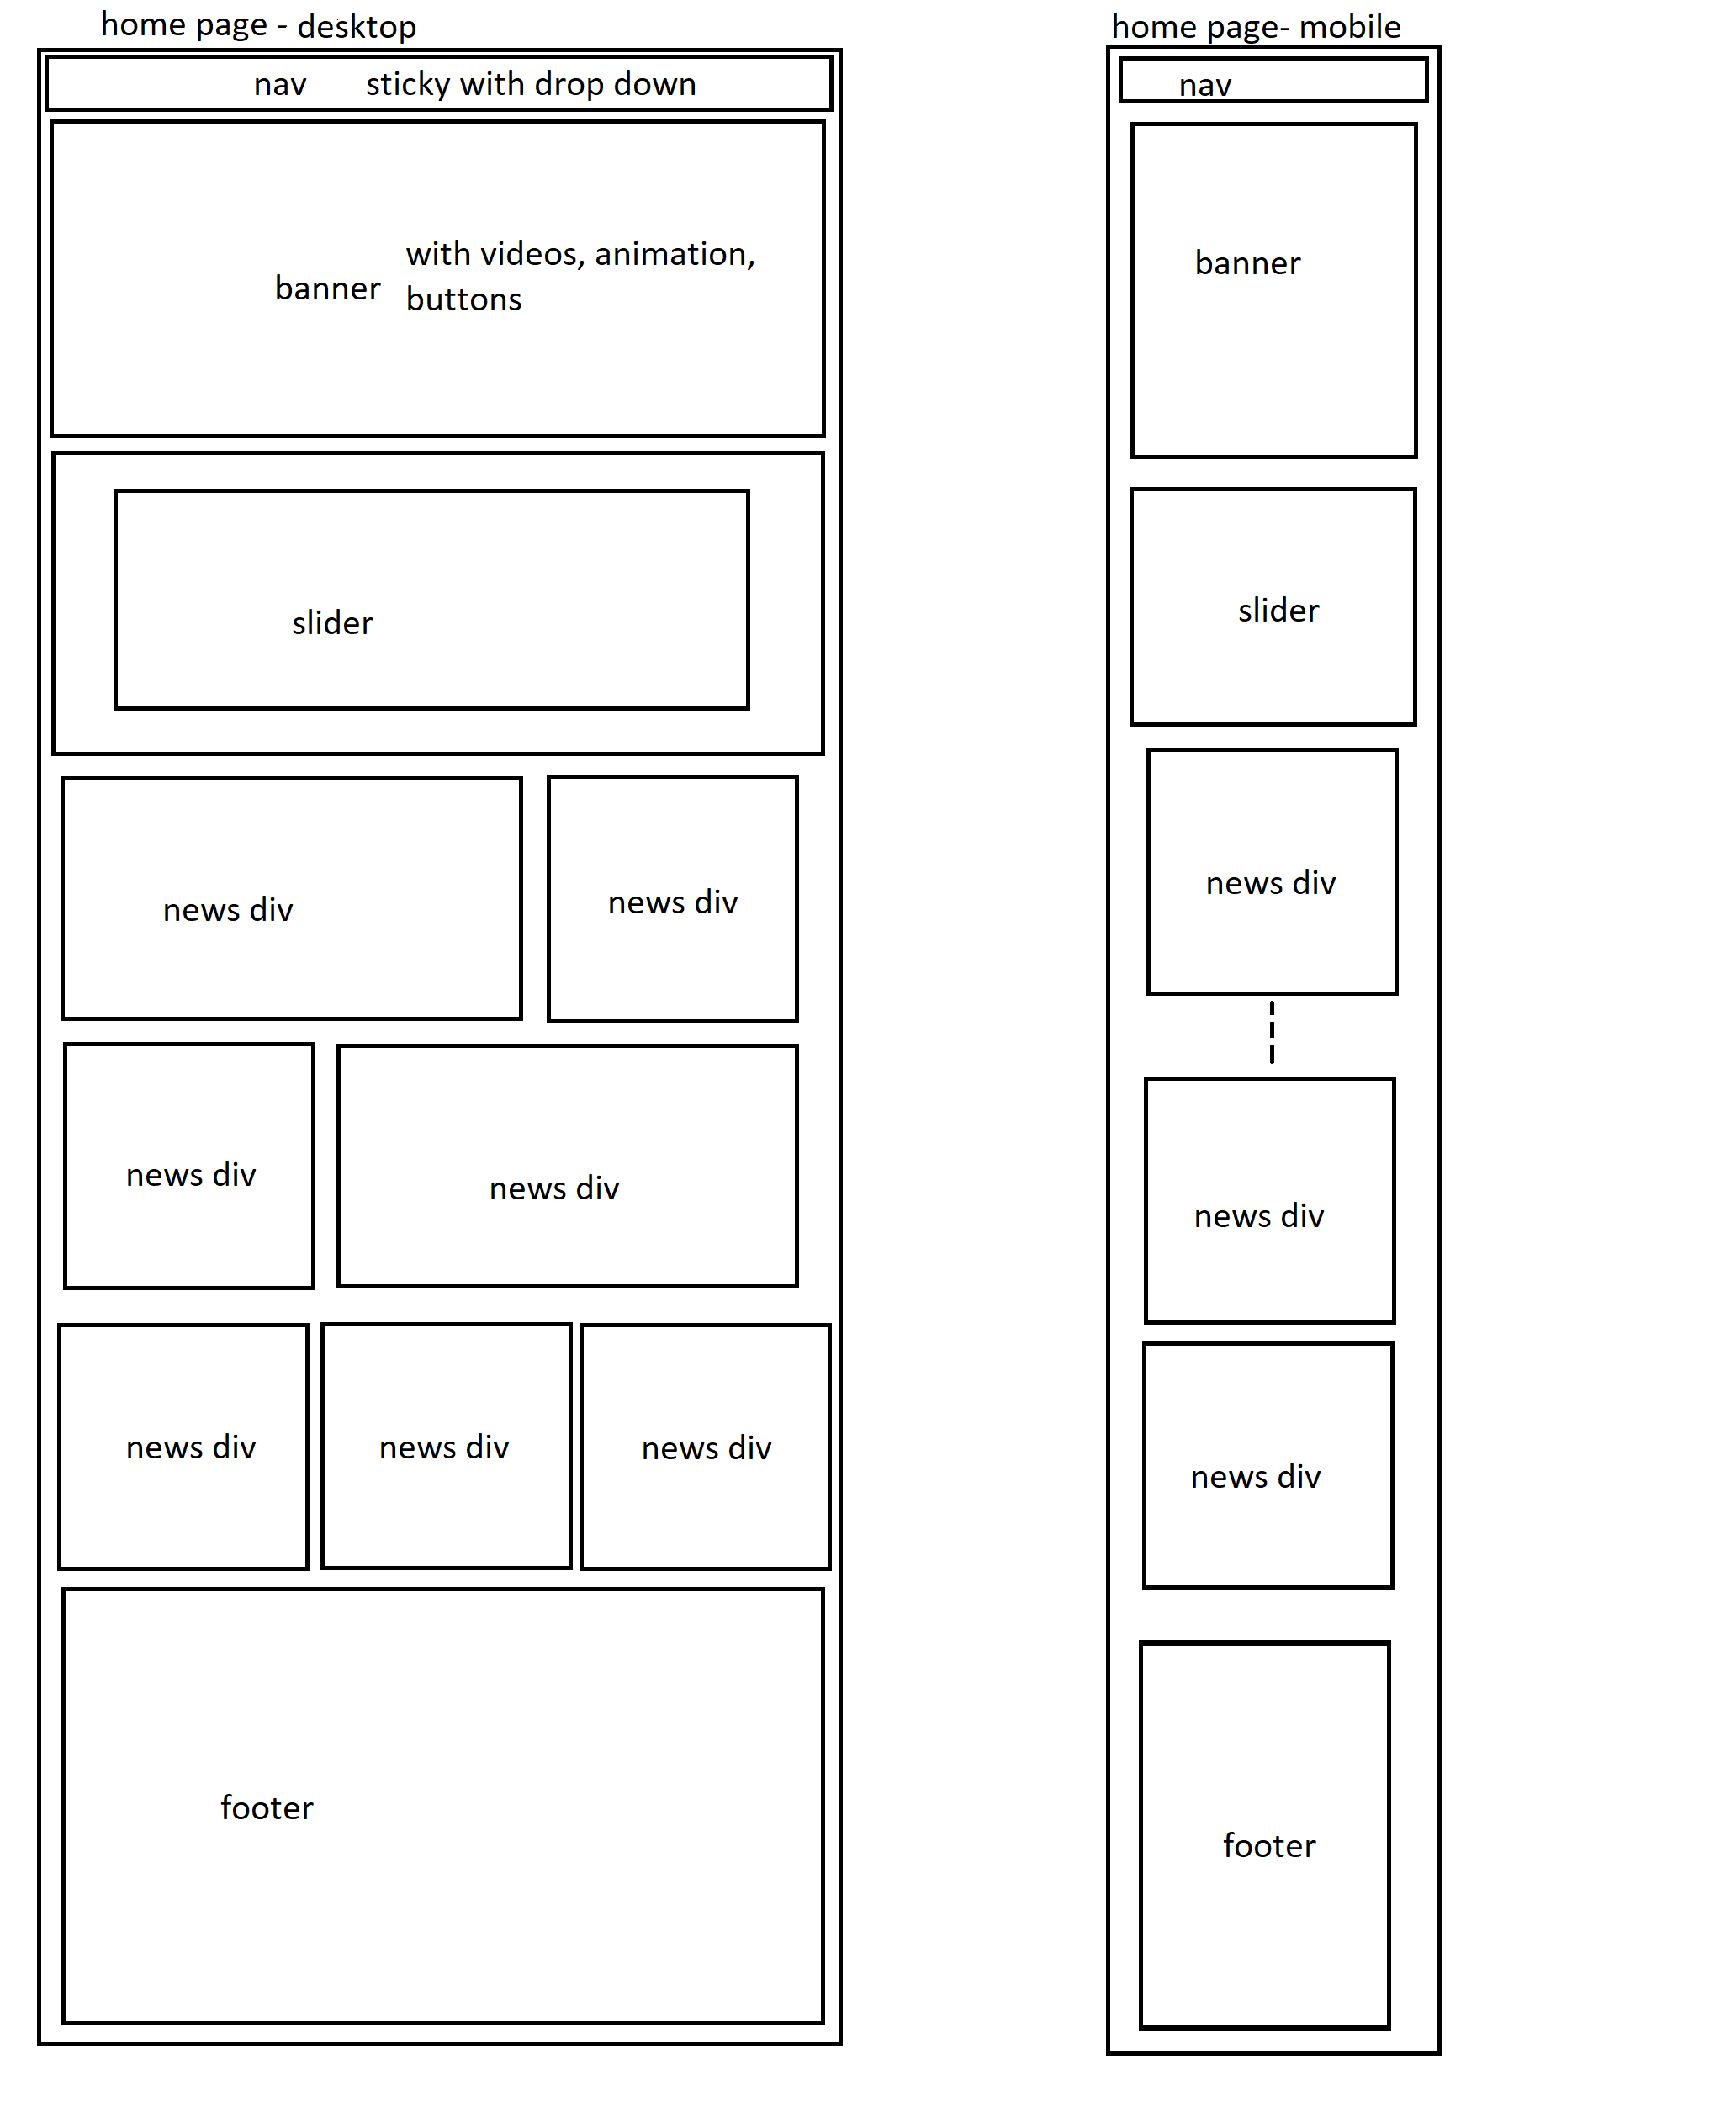 home page - desktop
nav sticky with drop down
banner
with videos, animation,
buttons
slider
news div
news div
news div
news div
news div
news div
news div
footer
home page- mobile
nav
banner
slider
news div
news div
news div
footer